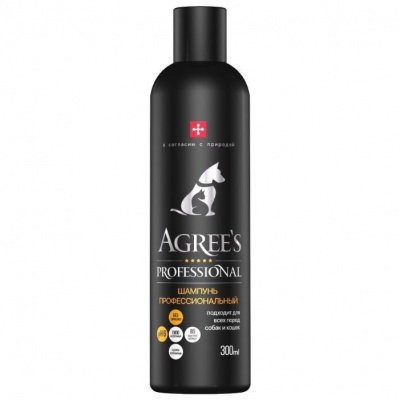 в согласии с природой
AGREE'S
PROFESSIONAL
ШАМПУНЬ
ПРОФЕССИОНАЛЬНЫЙ
подходит для
всех пород
собак и кошек
300ml